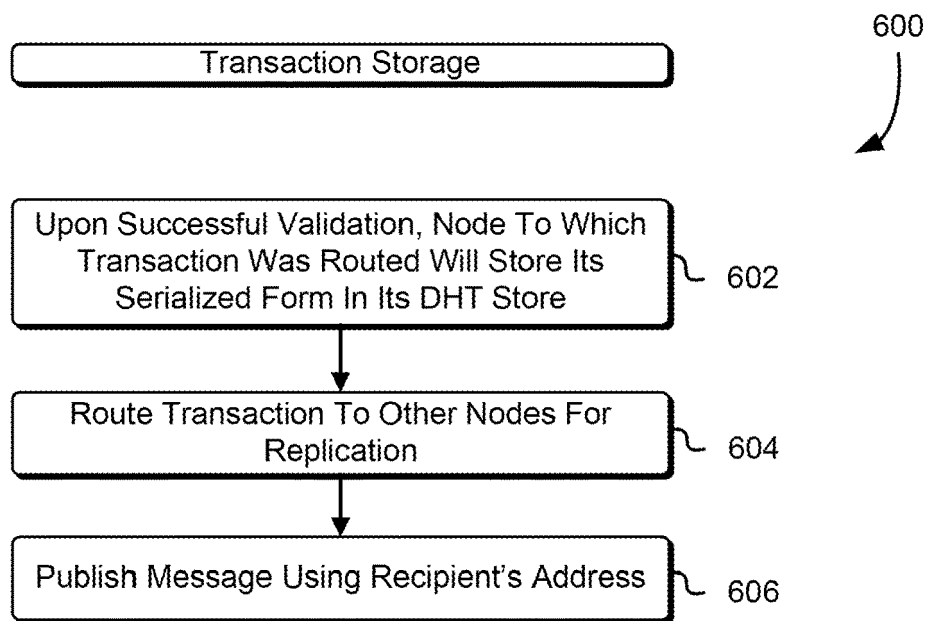 600
Transaction Storage
Upon Successful Validation, Node To Which
Transaction Was Routed Will Store Its
Serialized Form In Its DHT Store
602
Route Transaction To Other Nodes For
Replication
604
Publish Message Using Recipient's Address
606